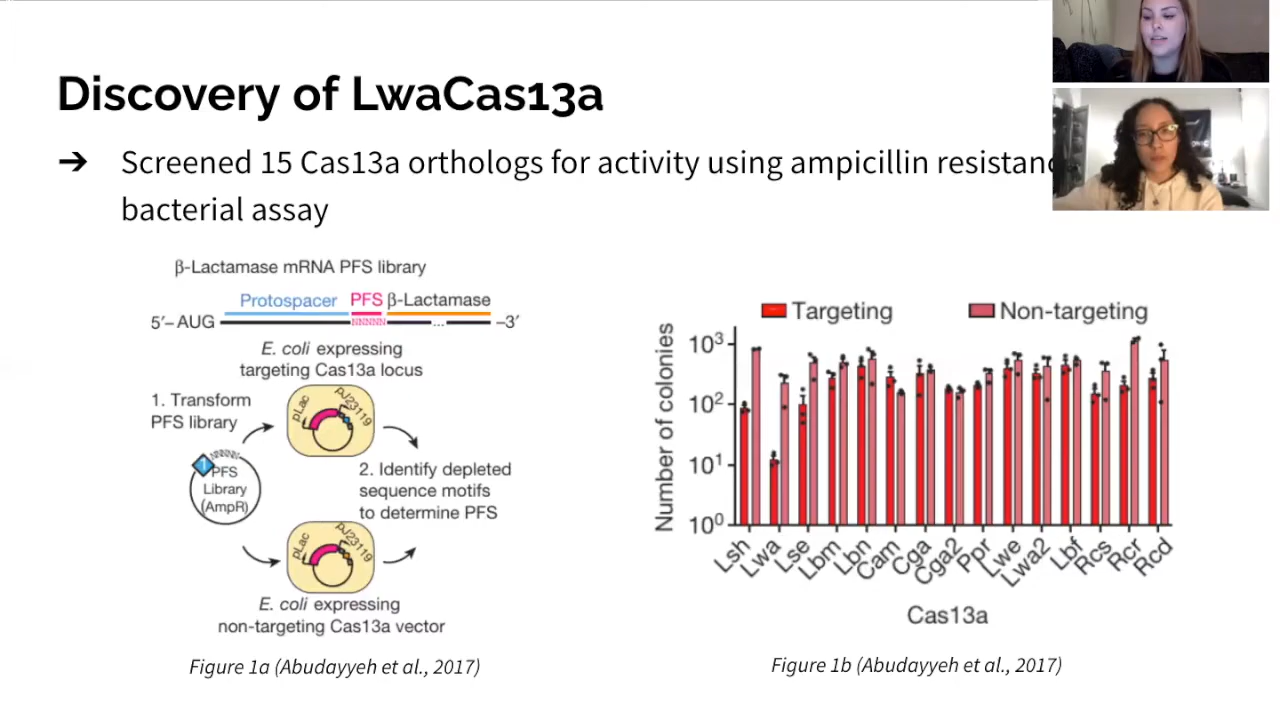 Discovery of LwaCas13a
➔ Screened 15 Cas13a orthologs for activity using ampicillin
bacterial assay
β-Lactamase mRNA PFS library
Protospacer PFS β-Lactamase
5′– AUG NNNNN ... –3′
E. coli expressing
targeting Cas13a locus
1. Transform
PFS library
pLac
pJ23119
NNNNN
PFS
Library
(AmpR)
2. Identify depleted
sequence motifs
to determine PFS
pLac
pJ23119
E. coli expressing
non-targeting Cas13a vector
Figure 1a (Abudayyeh et al., 2017)
Targeting Non-targeting
Number of colonies
10³
10²
10¹
10⁰
Lsh Lwa Lse Lbm Lbn Cam Cga Cga2 Ppr Lwe Lwa2 Lbf Rcs Rcr Rcd
Cas13a
Figure 1b (Abudayyeh et al., 2017)